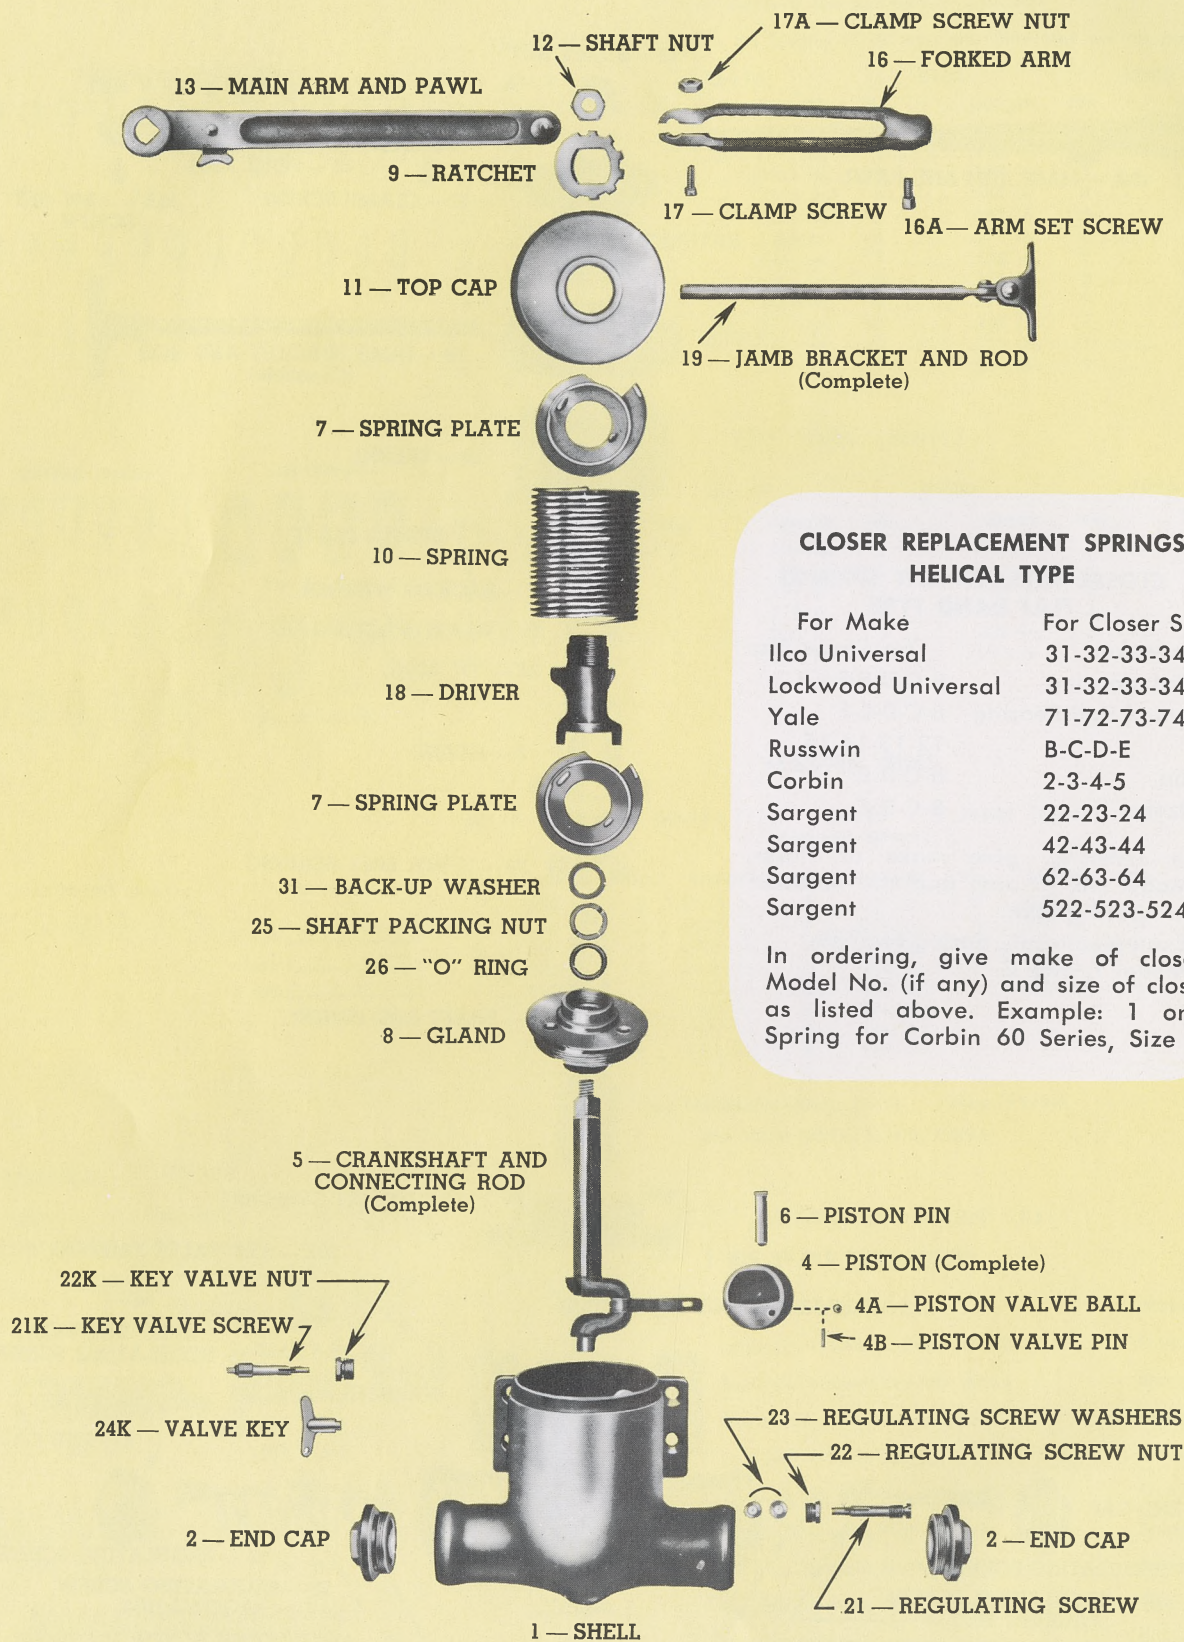 17A — CLAMP SCREW NUT
12 — SHAFT NUT
16 — FORKED ARM
13 — MAIN ARM AND PAWL
9 — RATCHET
17 — CLAMP SCREW
16A — ARM SET SCREW
11 — TOP CAP
19 — JAMB BRACKET AND ROD
(Complete)
7 — SPRING PLATE
10 — SPRING
18 — DRIVER
7 — SPRING PLATE
31 — BACK-UP WASHER
25 — SHAFT PACKING NUT
26 — "O" RING
8 — GLAND
CLOSER REPLACEMENT SPRINGS
HELICAL TYPE
For Make For Closer S
Ilco Universal 31-32-33-34
Lockwood Universal 31-32-33-34
Yale 71-72-73-74
Russwin B-C-D-E
Corbin 2-3-4-5
Sargent 22-23-24
Sargent 42-43-44
Sargent 62-63-64
Sargent 522-523-524
In ordering, give make of close
Model No. (if any) and size of clos
as listed above. Example: 1 on
Spring for Corbin 60 Series, Size
5 — CRANKSHAFT AND
CONNECTING ROD
(Complete)
6 — PISTON PIN
4 — PISTON (Complete)
4A — PISTON VALVE BALL
4B — PISTON VALVE PIN
22K — KEY VALVE NUT
21K — KEY VALVE SCREW
24K — VALVE KEY
23 — REGULATING SCREW WASHERS
22 — REGULATING SCREW NUT
2 — END CAP
2 — END CAP
21 — REGULATING SCREW
1 — SHELL